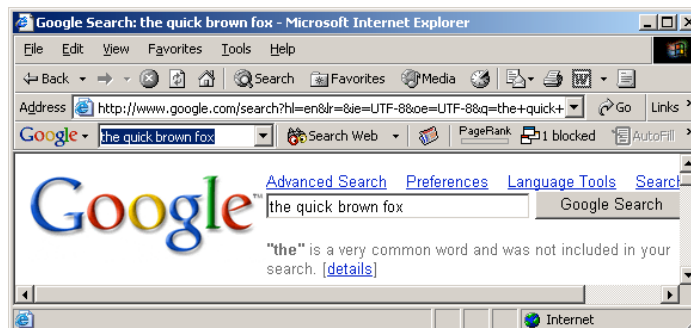 Google Search: the quick brown fox - Microsoft Internet Explorer
File Edit View Favorites Tools Help
Back Search Favorites Media
Address http://www.google.com/search?hl=en&lr=&ie=UTF-8&oe=UTF-8&q=the+quick+ Go Links
Google the quick brown fox Search Web PageRank 1 blocked AutoFill
Advanced Search Preferences Language Tools Search
Google™ the quick brown fox Google Search
"the" is a very common word and was not included in your
search. [details]
Internet